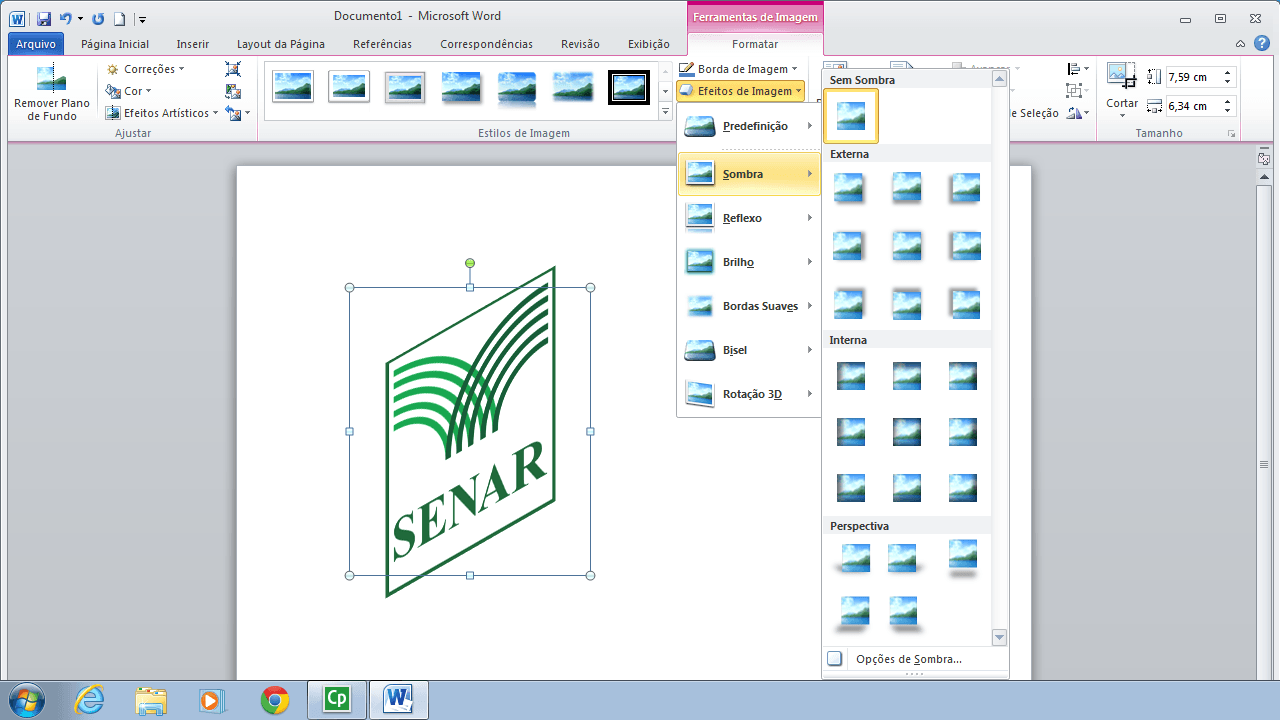 Documento1 - Microsoft Word
Ferramentas de Imagem
Arquivo
Página Inicial
Inserir
Layout da Página
Referências
Correspondências
Revisão
Exibição
Formatar
Remover Plano
de Fundo
Correções
Cor
Efeitos Artísticos
Ajustar
Estilos de Imagem
Borda de Imagem
Efeitos de Imagem
de Seleção
Cortar
7,59 cm
6,34 cm
Tamanho
Predefinição
Sombra
Reflexo
Brilho
Bordas Suaves
Bisel
Rotação 3D
Sem Sombra
Externa
Interna
Perspectiva
Opções de Sombra...
SENAR
Cp
W